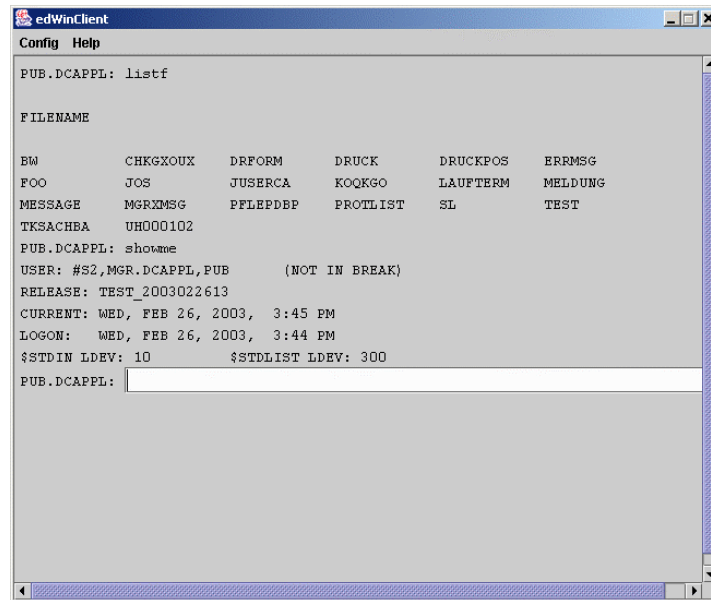 edWinClient
Config Help
PUB.DCAPPL: listf
FILENAME
BW CHKGXOUX DRFORM DRUCK DRUCKPOS ERRMSG
FOO JOS JUSERCA KOQKGO LAUFTERM MELDUNG
MESSAGE MGRXMSG PFLEPDBP PROTLIST SL TEST
TKSACHBA UH000102
PUB.DCAPPL: showme
USER: #S2,MGR.DCAPPL,PUB (NOT IN BREAK)
RELEASE: TEST_2003022613
CURRENT: WED, FEB 26, 2003, 3:45 PM
LOGON: WED, FEB 26, 2003, 3:44 PM
$STDIN LDEV: 10 $STDLIST LDEV: 300
PUB.DCAPPL: